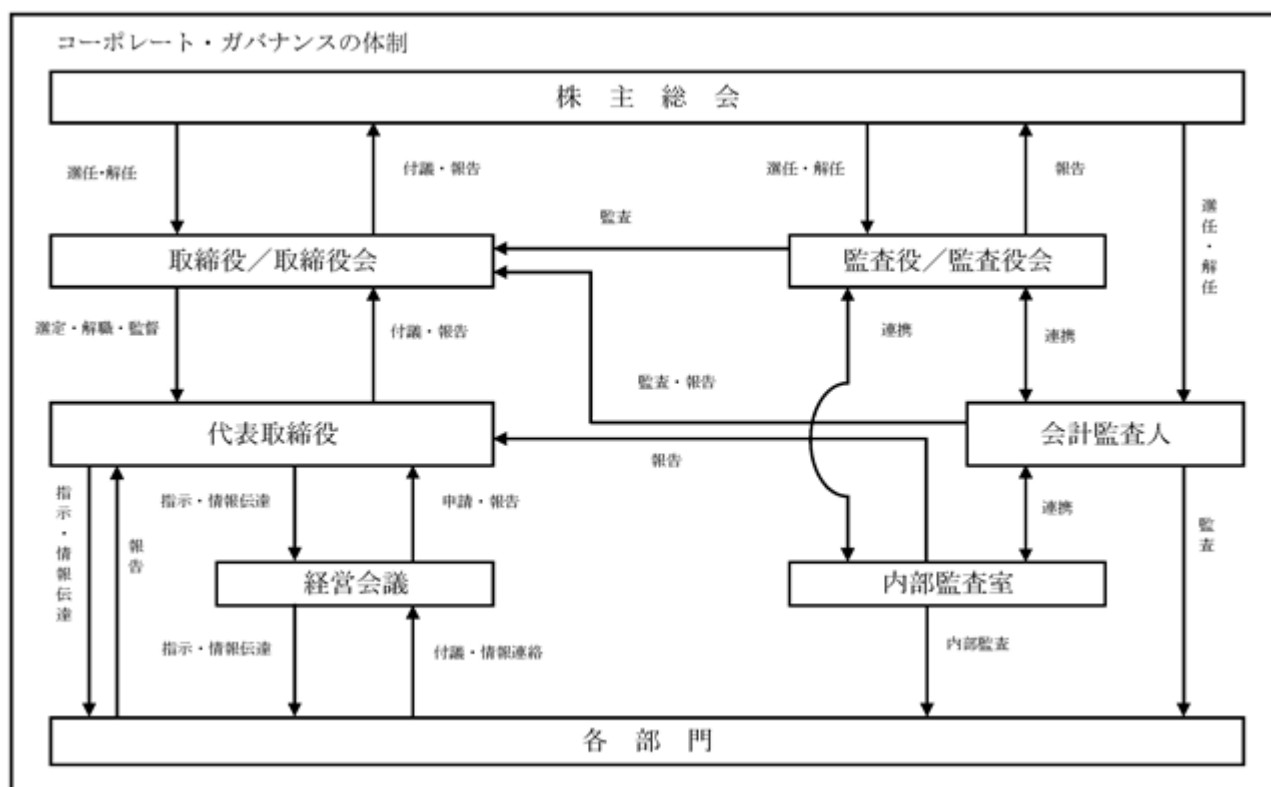 コーポレート・ガバナンスの体制
株主総会
選任・解任
付議・報告
選任・解任
報告
選任・解任
監査
取締役／取締役会
監査役／監査役会
選定・解職・監督
付議・報告
連携
連携
監査・報告
代表取締役
会計監査人
報告
指示・情報伝達
報告
指示・情報伝達
申請・報告
連携
監査
経営会議
内部監査室
指示・情報伝達
付議・情報連絡
内部監査
各部門